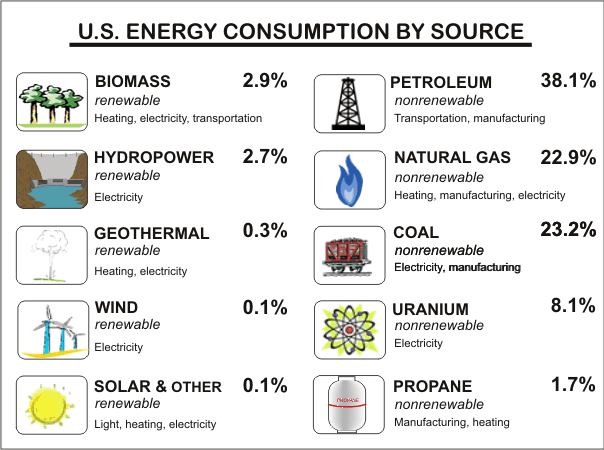 U.S. ENERGY CONSUMPTION BY SOURCE
BIOMASS 2.9%
renewable
Heating, electricity, transportation
HYDROPOWER 2.7%
renewable
Electricity
GEOTHERMAL 0.3%
renewable
Heating, electricity
WIND 0.1%
renewable
Electricity
SOLAR & OTHER 0.1%
renewable
Light, heating, electricity
PETROLEUM 38.1%
nonrenewable
Transportation, manufacturing
NATURAL GAS 22.9%
nonrenewable
Heating, manufacturing, electricity
COAL 23.2%
nonrenewable
Electricity, manufacturing
URANIUM 8.1%
nonrenewable
Electricity
PROPANE 1.7%
nonrenewable
Manufacturing, heating
PROPANE